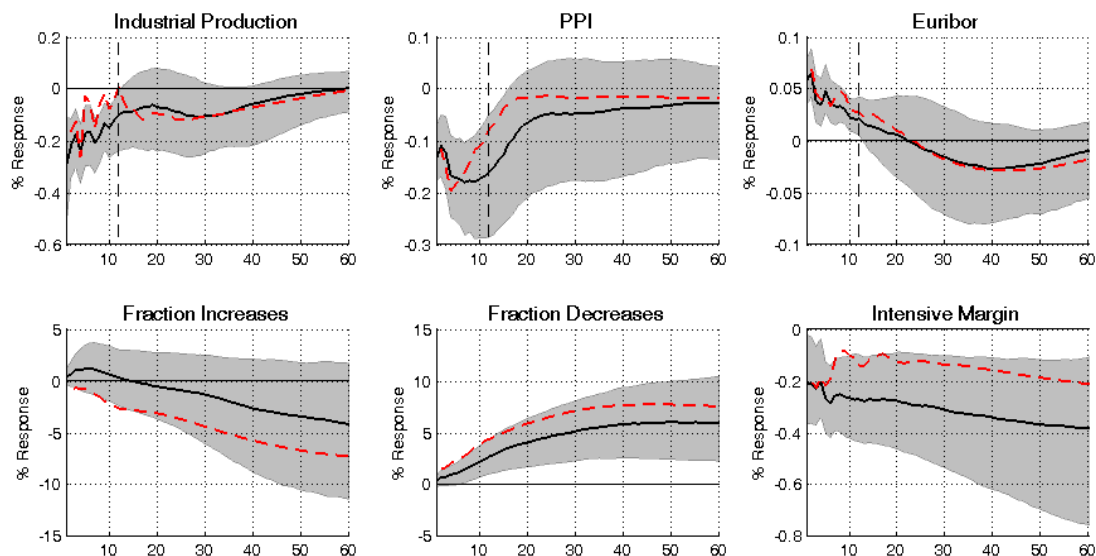 Industrial Production
PPI
Euribor
% Response
0.2
0
-0.2
-0.4
-0.6
10 20 30 40 50 60
% Response
0.1
0
-0.1
-0.2
-0.3
10 20 30 40 50 60
% Response
0.1
0.05
0
-0.05
-0.1
10 20 30 40 50 60
Fraction Increases
Fraction Decreases
Intensive Margin
% Response
5
0
-5
-10
-15
10 20 30 40 50 60
% Response
15
10
5
0
-5
10 20 30 40 50 60
% Response
0
-0.2
-0.4
-0.6
-0.8
10 20 30 40 50 60